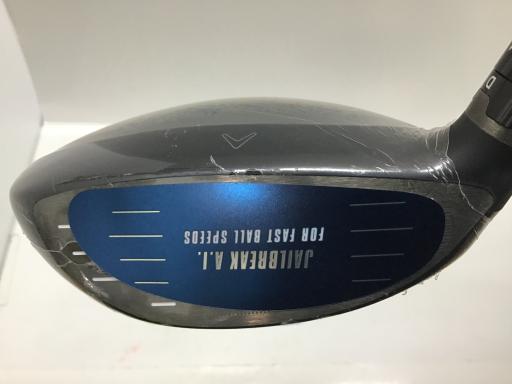 JAILBREAK A.I.
FOR FAST BALL SPEEDS